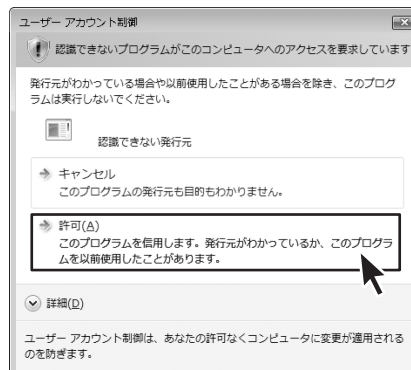 ユーザー アカウント制御
認識できないプログラムがこのコンピュータへのアクセスを要求しています
発行元がわかっている場合や以前使用したことがある場合を除き、このプログ
ラムは実行しないでください。
認識できない発行元
キャンセル
このプログラムの発行元も目的もわかりません。
許可(A)
このプログラムを信用します。発行元がわかっているか、このプログラ
ムを以前使用したことがあります。
詳細(D)
ユーザー アカウント制御は、あなたの許可なくコンピュータに変更が適用される
のを防ぎます。